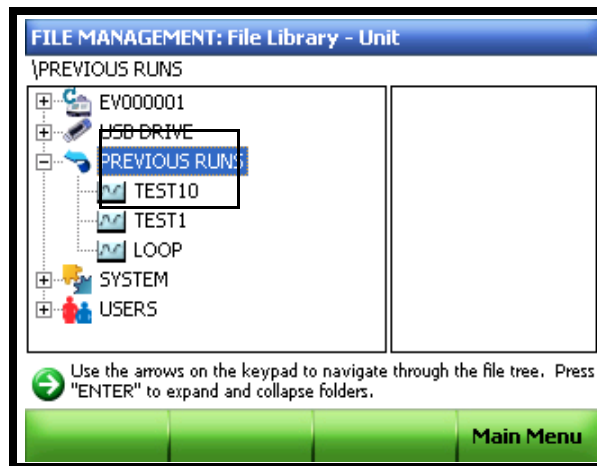 FILE MANAGEMENT: File Library - Unit
\PREVIOUS RUNS
EV000001
USB DRIVE
PREVIOUS RUNS
TEST10
TEST1
LOOP
SYSTEM
USERS
Use the arrows on the keypad to navigate through the file tree. Press
"ENTER" to expand and collapse folders.
Main Menu